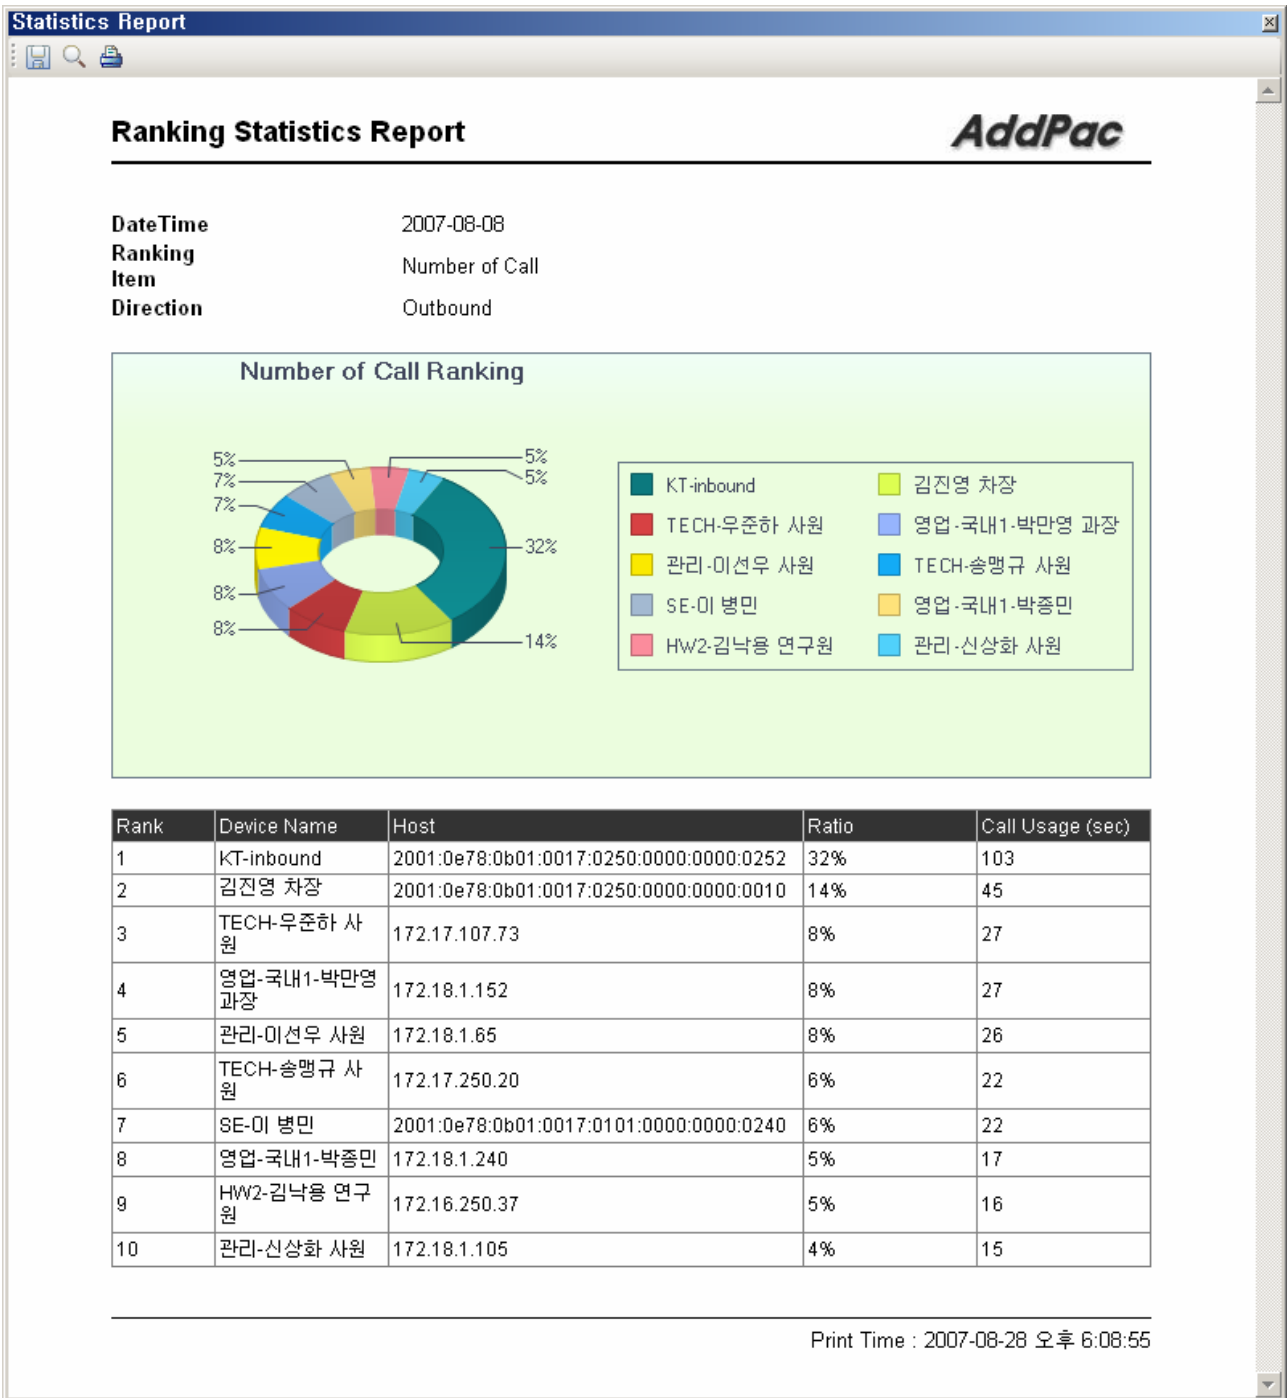 Statistics Report
Ranking Statistics Report
AddPac
DateTime 2007-08-08
Ranking
Item Number of Call
Direction Outbound
Number of Call Ranking
5%
7%
7%
8%
8%
8%
5%
5%
32%
14%
KT-inbound 김진영 차장
TECH-우준하 사원 영업-국내1-박만영 과장
관리-이선우 사원 TECH-송맹규 사원
SE-이 병민 영업-국내1-박종민
HW2-김낙용 연구원 관리-신상화 사원
Rank Device Name Host Ratio Call Usage (sec)
1 KT-inbound 2001:0e78:0b01:0017:0250:0000:0000:0252 32% 103
2 김진영 차장 2001:0e78:0b01:0017:0250:0000:0000:0010 14% 45
3 TECH-우준하 사
원 172.17.107.73 8% 27
4 영업-국내1-박만영
과장 172.18.1.152 8% 27
5 관리-이선우 사원 172.18.1.65 8% 26
6 TECH-송맹규 사
원 172.17.250.20 6% 22
7 SE-이 병민 2001:0e78:0b01:0017:0101:0000:0000:0240 6% 22
8 영업-국내1-박종민 172.18.1.240 5% 17
9 HW2-김낙용 연구
원 172.16.250.37 5% 16
10 관리-신상화 사원 172.18.1.105 4% 15
Print Time : 2007-08-28 오후 6:08:55